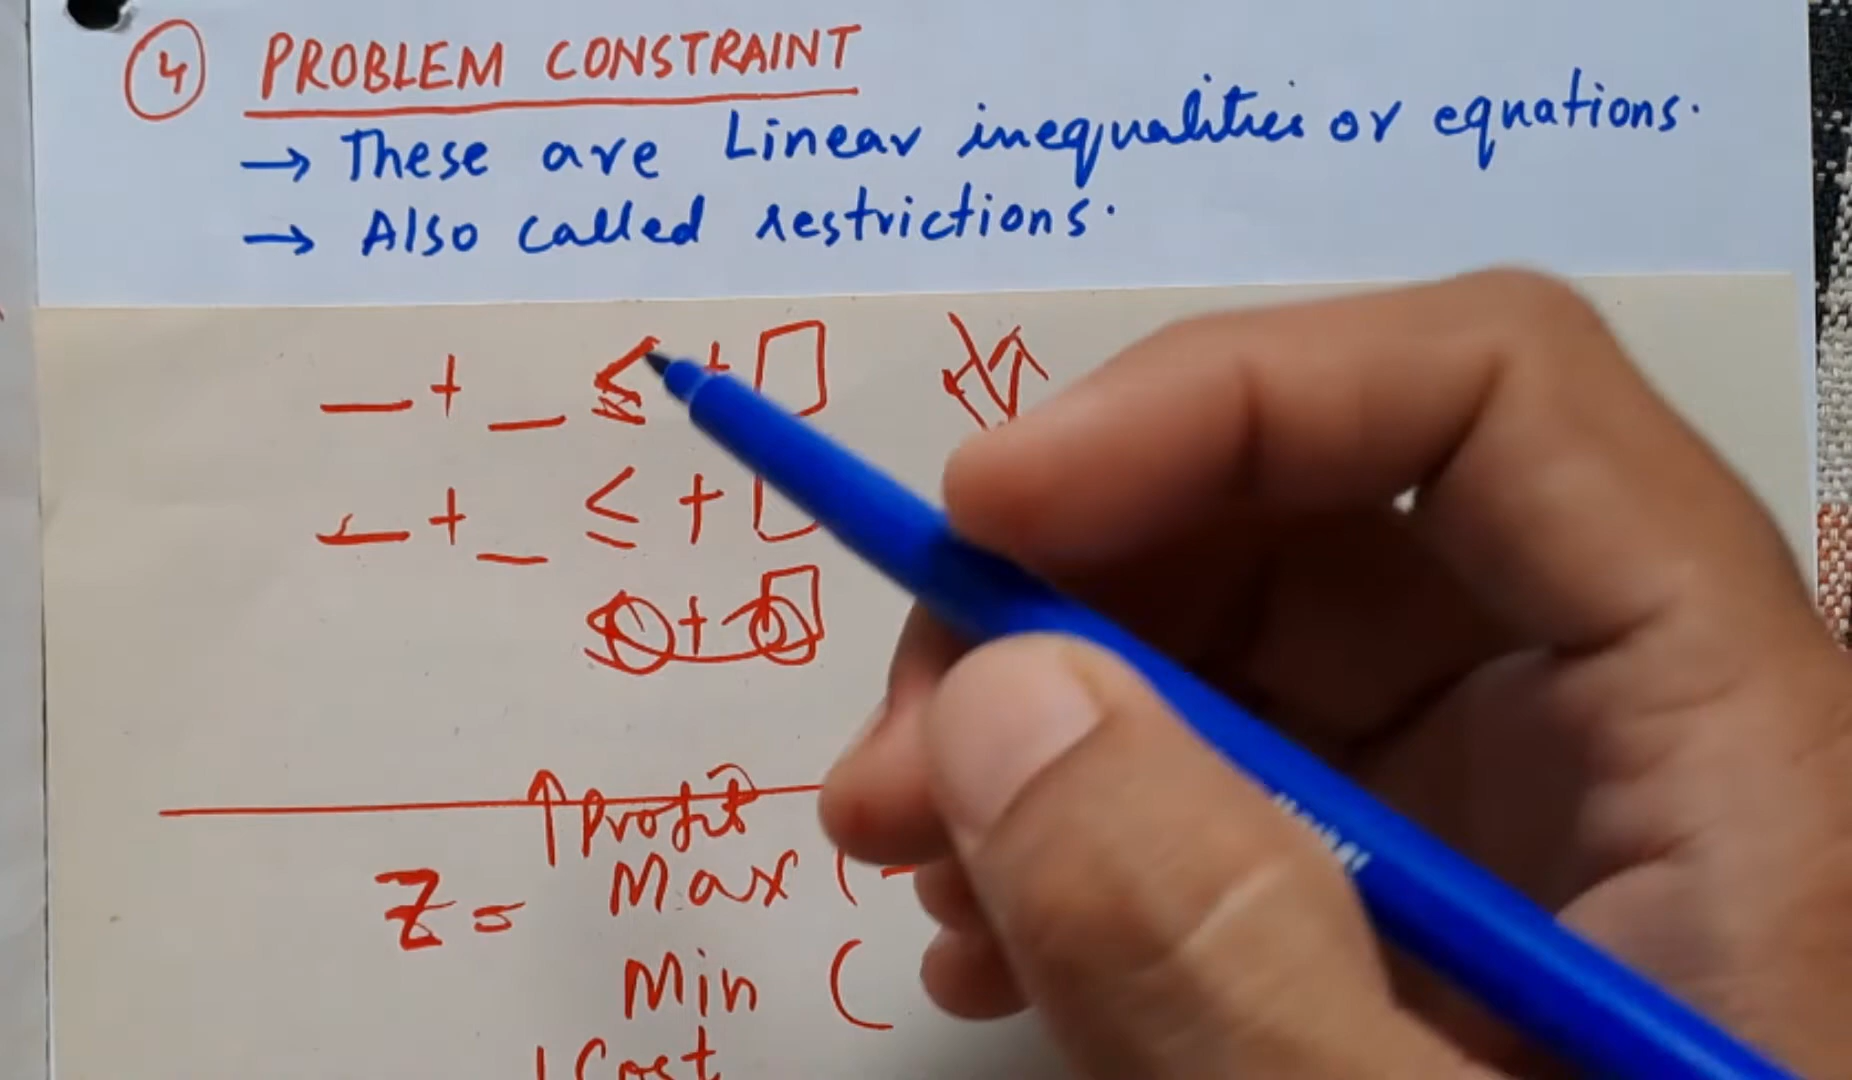 4 PROBLEM CONSTRAINT
→ These are Linear inequalities or equations.
→ Also called restrictions.
_ + _ ≤ +
_ + _ ≤ +
≤ +
↑ Profit
Z = Max (-
Min (
Cost